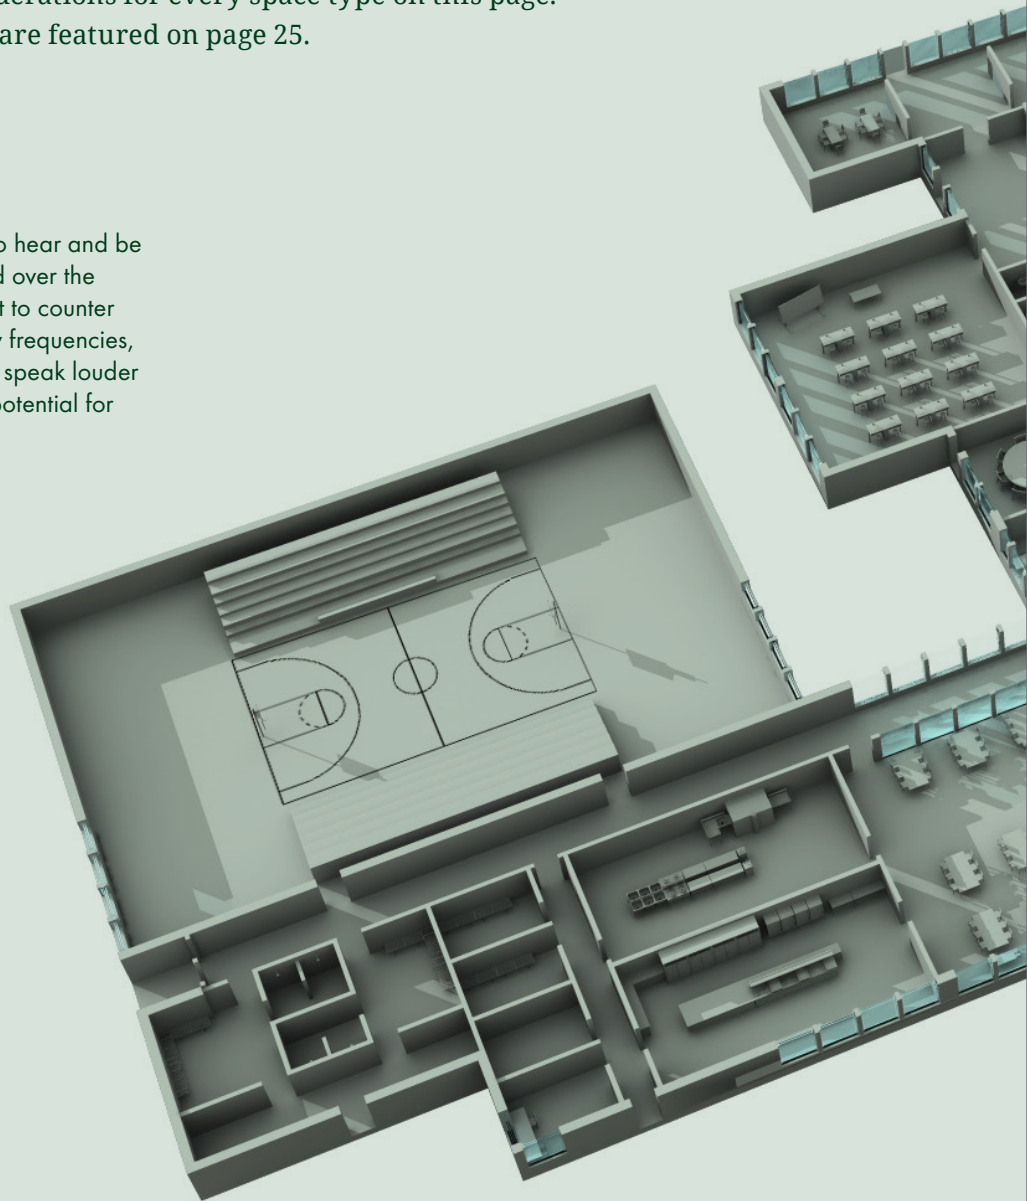 derations for every space type on this page.
are featured on page 25.
o hear and be
d over the
t to counter
y frequencies,
speak louder
potential for